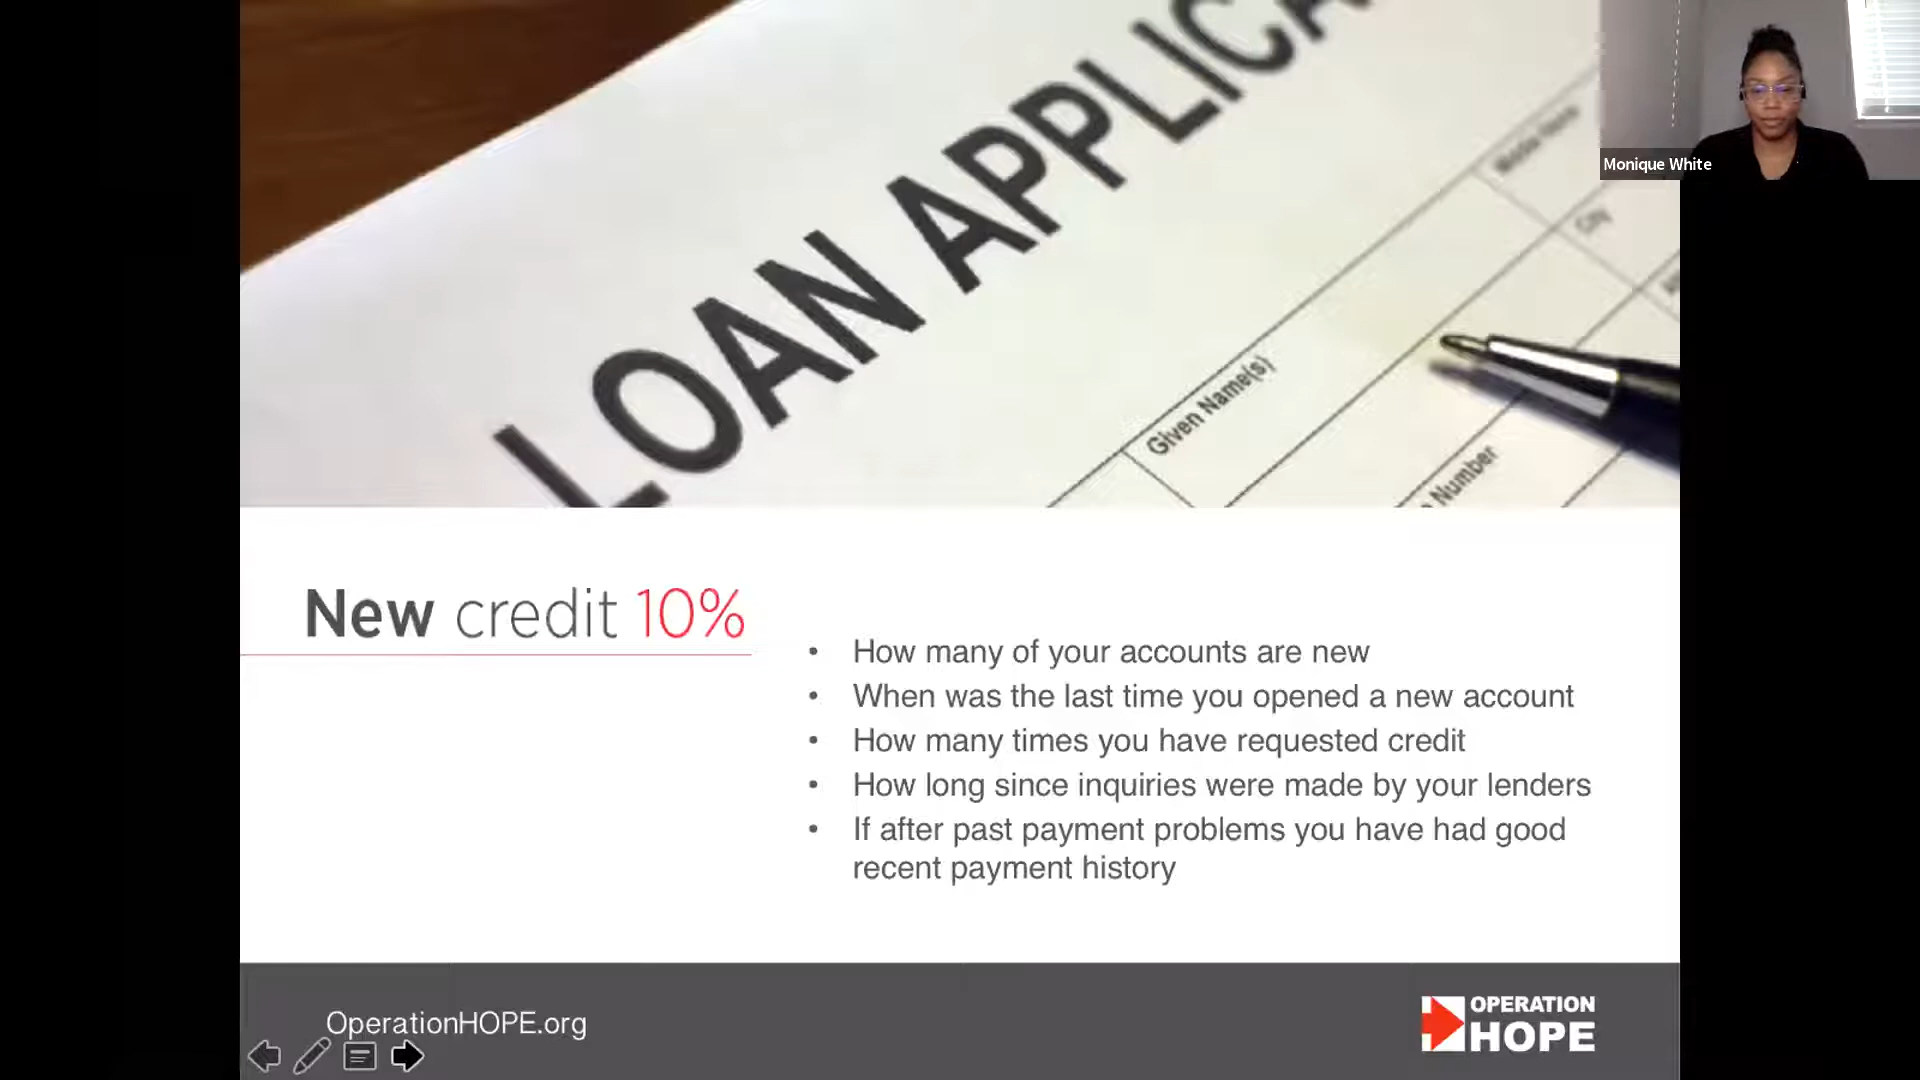 LOAN APPLICA
Monique White
Given Name(s)
Number
New credit 10%
• How many of your accounts are new
• When was the last time you opened a new account
• How many times you have requested credit
• How long since inquiries were made by your lenders
• If after past payment problems you have had good
recent payment history
OperationHOPE.org
OPERATION
HOPE